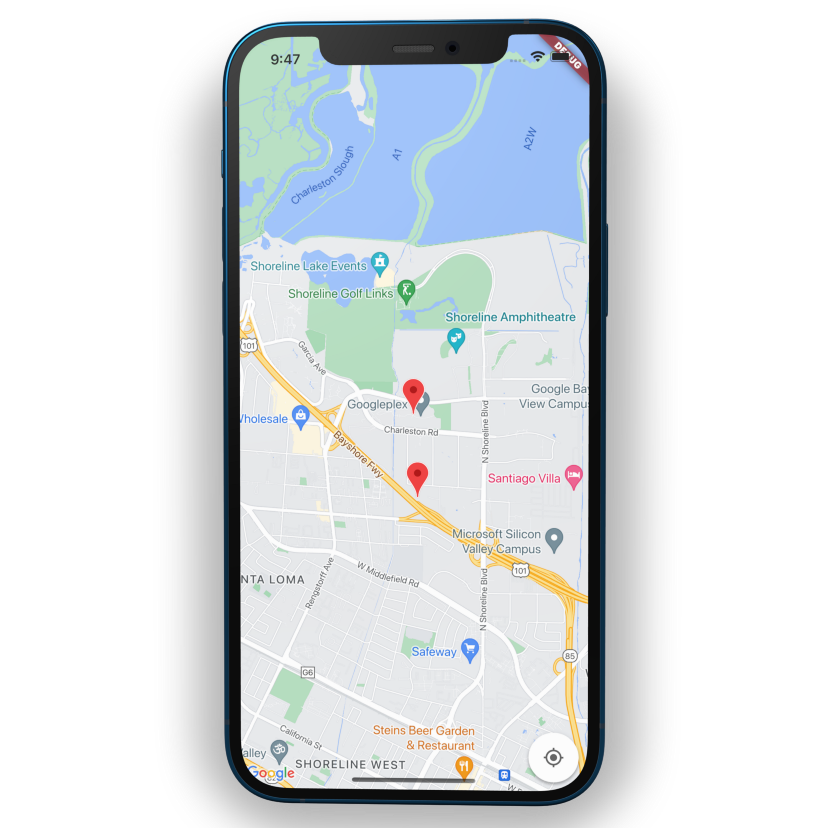 9:47
DEBUG
Charleston Slough
A1
A2W
Shoreline Lake Events
Shoreline Golf Links
Shoreline Amphitheatre
101
Garcia Ave
Google Ba
View Campus
Googleplex
Charleston Rd
N Shoreline Blvd
Wholesale
Bayshore Fwy
Santiago Villa
Microsoft Silicon
Valley Campus
101
NTA LOMA
Rengstorff Ave
W Middlefield Rd
N Shoreline Blvd
Safeway
85
G6
Steins Beer Garden
& Restaurant
California St
alley
SHORELINE WEST
Google